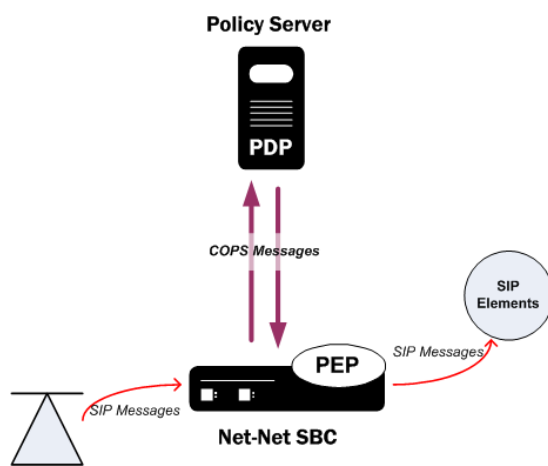 Policy Server
PDP
COPS Messages
SIP
Elements
PEP
SIP Messages
SIP Messages
Net-Net SBC